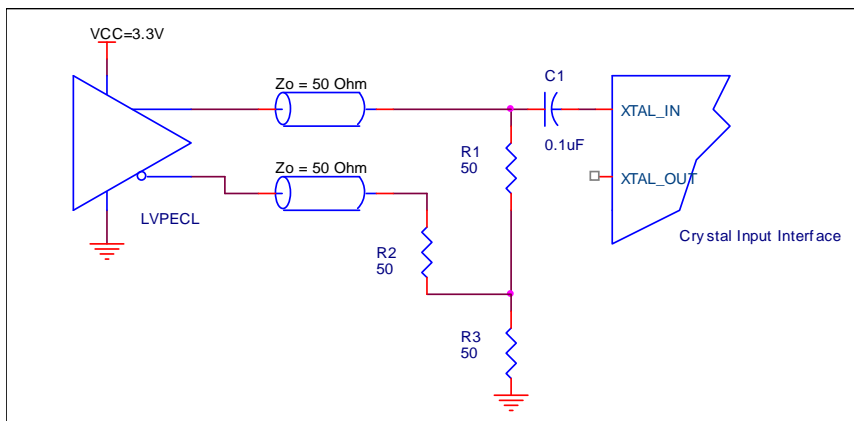 VCC=3.3V
Zo = 50 Ohm
C1
0.1uF
XTAL_IN
R1
50
Zo = 50 Ohm
XTAL_OUT
LVPECL
Crystal Input Interface
R2
50
R3
50